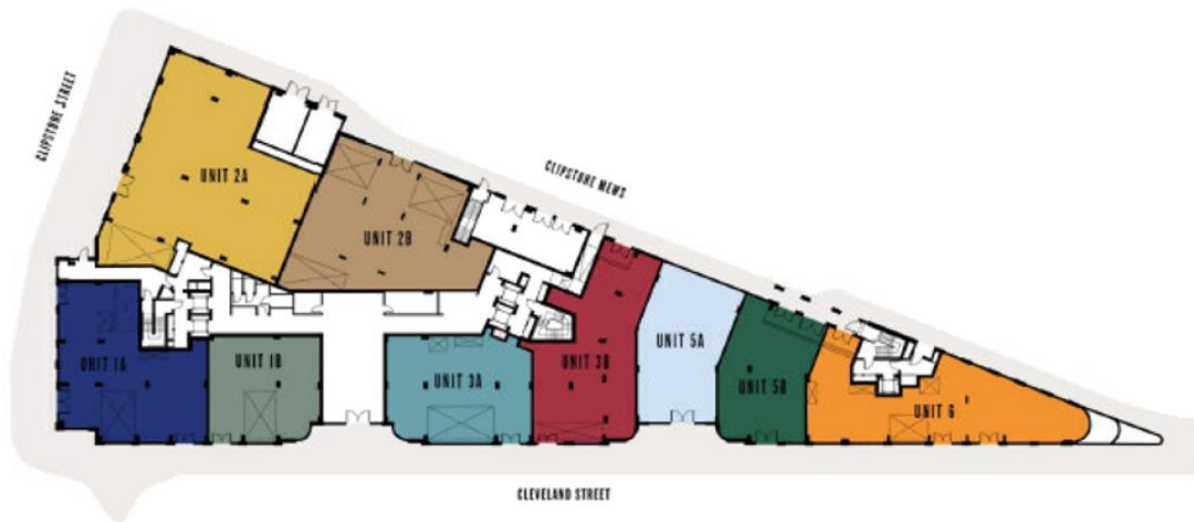 CLIPSTONE STREET
UNIT 2A
CLIPSTONE MEWS
UNIT 2B
UNIT 1A
UNIT 1B
UNIT 3A
UNIT 3B
UNIT 5A
UNIT 5B
UNIT 6
CLEVELAND STREET